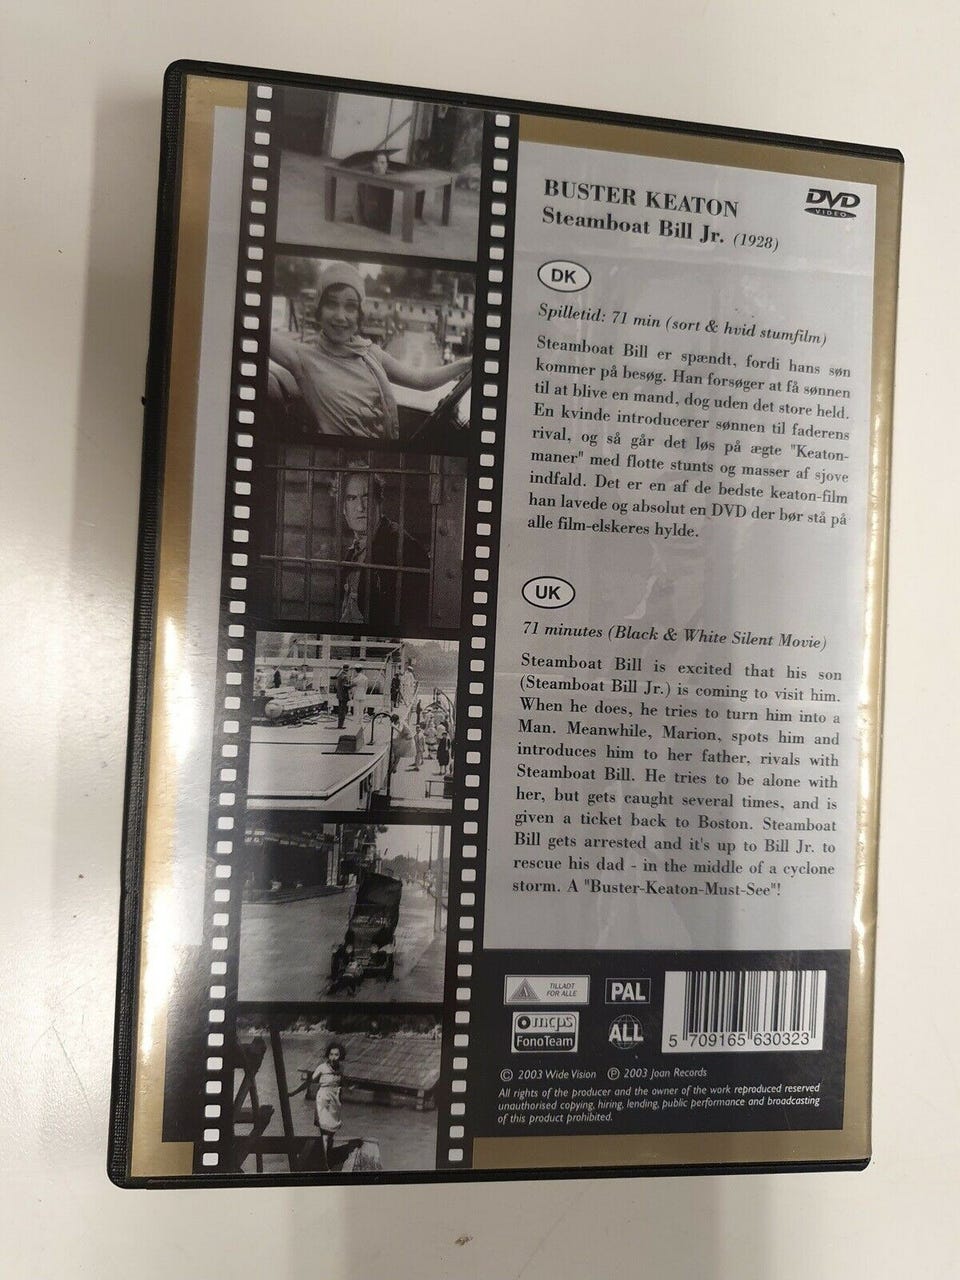 BUSTER KEATON
Steamboat Bill Jr. (1928)
DVD
VIDEO
DK
Spilletid: 71 min (sort & hvid stumfilm)
Steamboat Bill er spændt, fordi hans søn
kommer på besøg. Han forsøger at få sønnen
til at blive en mand, dog uden det store held.
En kvinde introducerer sønnen til faderens
rival, og så går det løs på ægte "Keaton-
maner" med flotte stunts og masser af sjove
indfald. Det er en af de bedste keaton-film
han lavede og absolut en DVD der bør stå på
alle film-elskeres hylde.
UK
71 minutes (Black & White Silent Movie)
Steamboat Bill is excited that his son
(Steamboat Bill Jr.) is coming to visit him.
When he does, he tries to turn him into a
Man. Meanwhile, Marion, spots him and
introduces him to her father, rivals with
Steamboat Bill. He tries to be alone with
her, but gets caught several times, and is
given a ticket back to Boston. Steamboat
Bill gets arrested and it's up to Bill Jr. to
rescue his dad - in the middle of a cyclone
storm. A "Buster-Keaton-Must-See"!
TILLADT
FOR ALLE
PAL
mcps
FonoTeam
ALL
5 709165 630323
© 2003 Wide Vision ℗ 2003 Joan Records
All rights of the producer and the owner of the work reproduced reserved
unauthorised copying, hiring, lending, public performance and broadcasting
of this product prohibited.